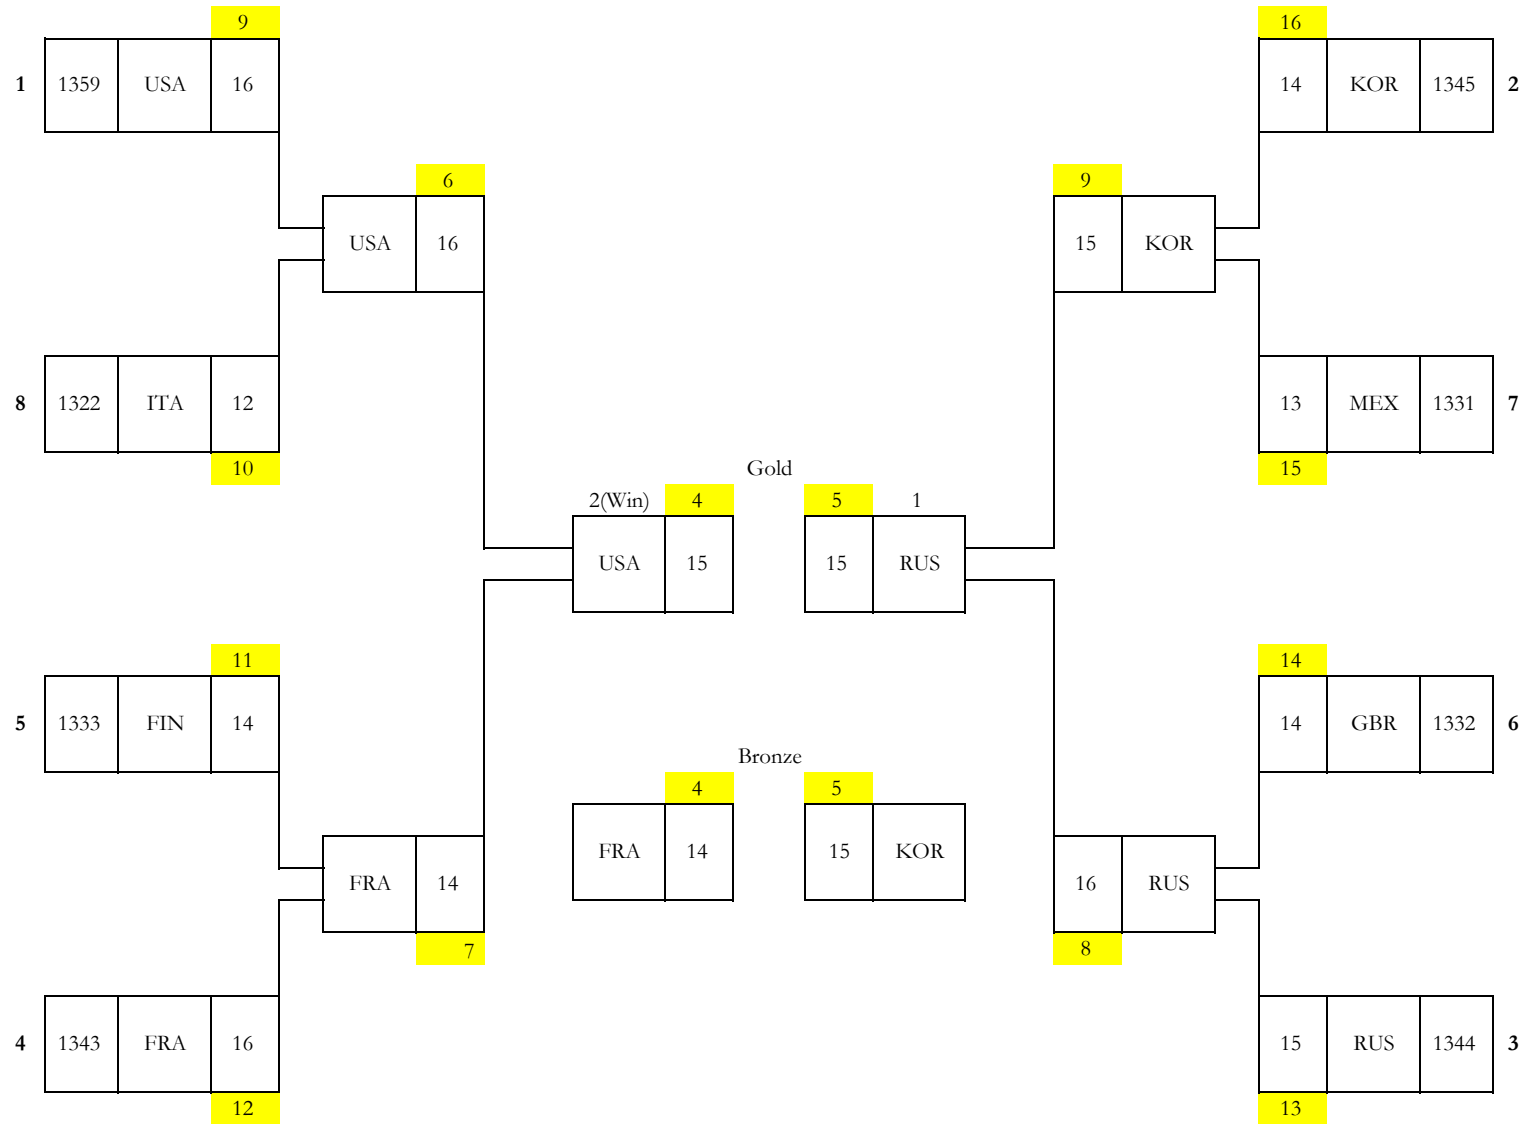 9 16
1 1359 USA 16 14 KOR 1345 2
6 9
USA 16 15 KOR
8 1322 ITA 12 13 MEX 1331 7
10 Gold 15
2(Win) 4 5 1
USA 15 15 RUS
11 14
5 1333 FIN 14 14 GBR 1332 6
Bronze
4 5
FRA 14 15 KOR
FRA 14 16 RUS
7 8
4 1343 FRA 16 15 RUS 1344 3
12 13